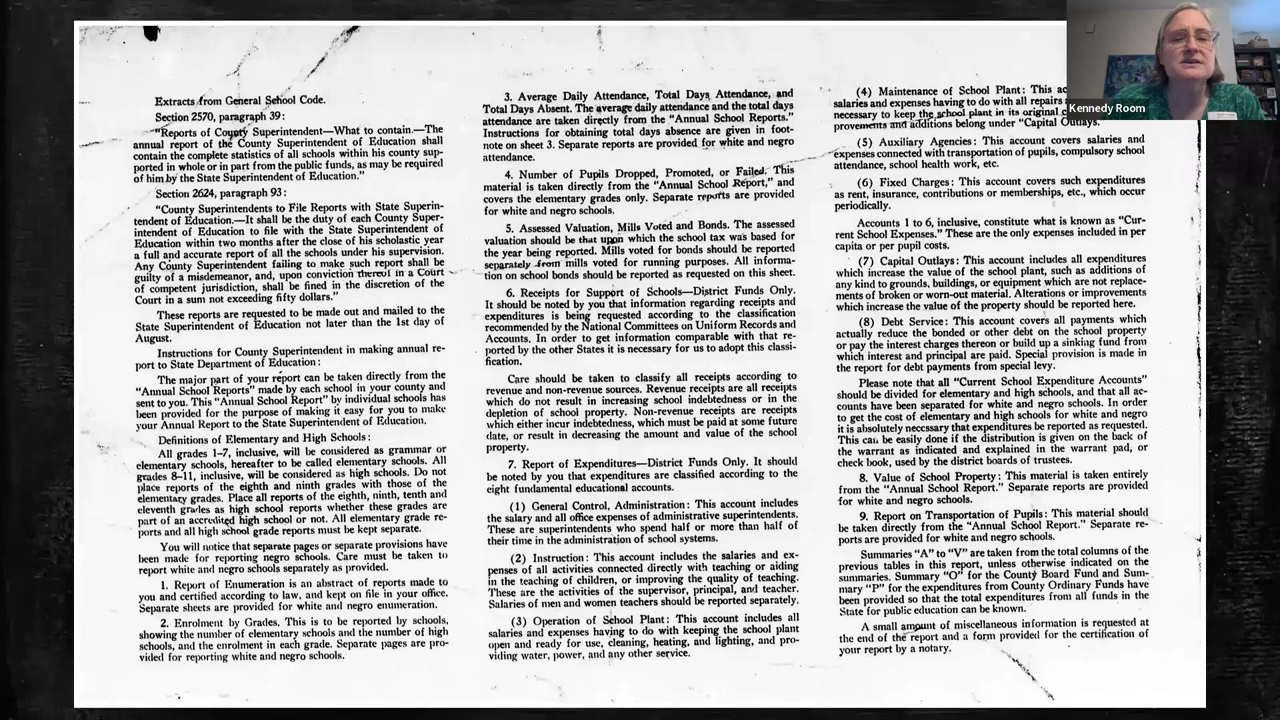 Extracts from General School Code.
Section 2570, paragraph 39:
"Reports of County Superintendent—What to contain.—The
annual report of the County Superintendent of Education shall
contain the complete statistics of all schools within his county sup-
ported in whole or in part from the public funds, as may be required
of him by the State Superintendent of Education."
Section 2624, paragraph 93:
"County Superintendents to File Reports with State Superin-
tendent of Education.—It shall be the duty of each County Super-
intendent of Education to file with the State Superintendent of
Education within two months after the close of his scholastic year
a full and accurate report of all the schools under his supervision.
Any County Superintendent failing to make such report shall be
guilty of a misdemeanor, and, upon conviction thereof in a Court
of competent jurisdiction, shall be fined in the discretion of the
Court in a sum not exceeding fifty dollars."
These reports are requested to be made out and mailed to the
State Superintendent of Education not later than the 1st day of
August.
Instructions for County Superintendent in making annual re-
port to State Department of Education:
The major part of your report can be taken directly from the
"Annual School Reports" made by each school in your county and
sent to you. This "Annual School Report" by individual schools has
been provided for the purpose of making it easy for you to make
your Annual Report to the State Superintendent of Education.
Definitions of Elementary and High Schools:
All grades 1–7, inclusive, will be considered as grammar or
elementary schools, hereafter to be called elementary schools. All
grades 8–11, inclusive, will be considered as high schools. Do not
place reports of the eighth and ninth grades with those of the
elementary grades. Place all reports of the eighth, ninth, tenth and
eleventh grades as high school reports whether these grades are
part of an accredited high school or not. All elementary grade re-
ports and all high school grade reports must be kept separate.
You will notice that separate pages or separate provisions have
been made for reporting negro schools. Care must be taken to
report white and negro schools separately as provided.
1. Report of Enumeration is an abstract of reports made to
you and certified according to law, and kept on file in your office.
Separate sheets are provided for white and negro enumeration.
2. Enrolment by Grades. This is to be reported by schools,
showing the number of elementary schools and the number of high
schools, and the enrolment in each grade. Separate pages are pro-
vided for reporting white and negro schools.
3. Average Daily Attendance, Total Days Attendance, and
Total Days Absent. The average daily attendance and the total days
attendance are taken directly from the "Annual School Reports."
Instructions for obtaining total days absence are given in foot-
note on sheet 3. Separate reports are provided for white and negro
attendance.
4. Number of Pupils Dropped, Promoted, or Failed. This
material is taken directly from the "Annual School Report," and
covers the elementary grades only. Separate reports are provided
for white and negro schools.
5. Assessed Valuation, Mills Voted and Bonds. The assessed
valuation should be that upon which the school tax was based for
the year being reported. Mills voted for bonds should be reported
separately from mills voted for running purposes. All informa-
tion on school bonds should be reported as requested on this sheet.
6. Receipts for Support of Schools—District Funds Only.
It should be noted by you that information regarding receipts and
expenditures is being requested according to the classification
recommended by the National Committees on Uniform Records and
Accounts. In order to get information comparable with that re-
ported by the other States it is necessary for us to adopt this classi-
fication.
Care should be taken to classify all receipts according to
revenue and non-revenue sources. Revenue receipts are all receipts
which do not result in increasing school indebtedness or in the
depletion of school property. Non-revenue receipts are receipts
which either incur indebtedness, which must be paid at some future
date, or result in decreasing the amount and value of the school
property.
7. Report of Expenditures—District Funds Only. It should
be noted by you that expenditures are classified according to the
eight fundamental educational accounts.
(1) General Control, Administration: This account includes
the salary and all office expenses of administrative superintendents.
These are superintendents who spend half or more than half of
their time in the administration of school systems.
(2) Instruction: This account includes the salaries and ex-
penses of all activities connected directly with teaching or aiding
in the teaching of children, or improving the quality of teaching.
These are the activities of the supervisor, principal, and teacher.
Salaries of men and women teachers should be reported separately.
(3) Operation of School Plant: This account includes all
salaries and expenses having to do with keeping the school plant
open and ready for use, cleaning, heating, and lighting, and pro-
viding water, power, and any other service.
(4) Maintenance of School Plant: This
salaries and expenses having to do with all repairs
necessary to keep the school plant in its original
provements and additions belong under "Capital Outlays."
(5) Auxiliary Agencies: This account covers salaries and
expenses connected with transportation of pupils, compulsory school
attendance, school health work, etc.
(6) Fixed Charges: This account covers such expenditures
as rent, insurance, contributions or memberships, etc., which occur
periodically.
Accounts 1 to 6, inclusive, constitute what is known as "Cur-
rent School Expenses." These are the only expenses included in per
capita or per pupil costs.
(7) Capital Outlays: This account includes all expenditures
which increase the value of the school plant, such as additions of
any kind to grounds, buildings, or equipment which are not replace-
ments of broken or worn-out material. Alterations or improvements
which increase the value of the property should be reported here.
(8) Debt Service: This account covers all payments which
actually reduce the bonded or other debt on the school property
or pay the interest charges thereon or build up a sinking fund from
which interest and principal are paid. Special provision is made in
the report for debt payments from special levy.
Please note that all "Current School Expenditure Accounts"
should be divided for elementary and high schools, and that all ac-
counts have been separated for white and negro schools. In order
to get the cost of elementary and high schools for white and negro
it is absolutely necssary that expenditures be reported as requested.
This can be easily done if the distribution is given on the back of
the warrant as indicated and explained in the warrant pad, or
check book, used by the district boards of trustees.
8. Value of School Property: This material is taken entirely
from the "Annual School Report." Separate reports are provided
for white and negro schools.
9. Report on Transportation of Pupils: This material should
be taken directly from the "Annual School Report." Separate re-
ports are provided for white and negro schools.
Summaries "A" to "V" are taken from the total columns of the
previous tables in this report, unless otherwise indicated on the
summaries. Summary "O" for the County Board Fund and Sum-
mary "P" for the expenditures from County Ordinary Funds have
been provided so that the total expenditures from all funds in the
State for public education can be known.
A small amount of miscellaneous information is requested at
the end of the report and a form provided for the certification of
your report by a notary.
Kennedy Room